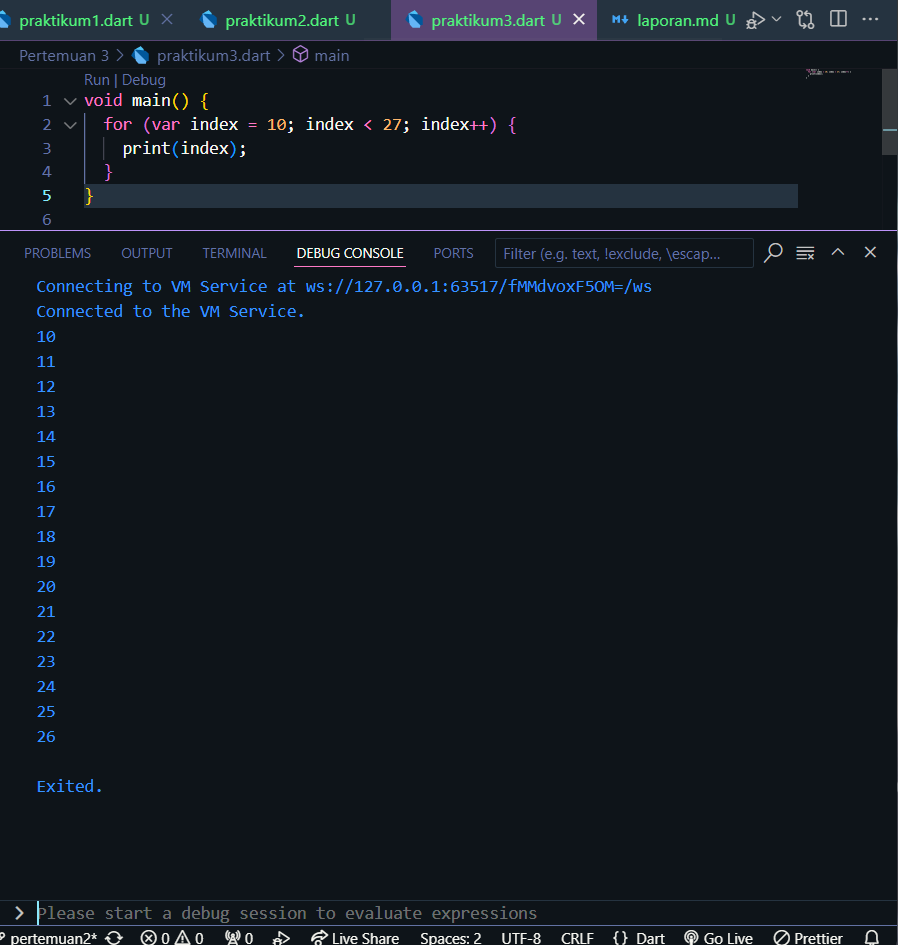 praktikum1.dart U praktikum2.dart U praktikum3.dart U laporan.md U
Pertemuan 3 > praktikum3.dart > main
Run | Debug
1 void main() {
2 for (var index = 10; index < 27; index++) {
3 print(index);
4 }
5 }
6
PROBLEMS OUTPUT TERMINAL DEBUG CONSOLE PORTS Filter (e.g. text, !exclude, \escap...
Connecting to VM Service at ws://127.0.0.1:63517/fMMdvoxF5OM=/ws
Connected to the VM Service.
10
11
12
13
14
15
16
17
18
19
20
21
22
23
24
25
26
Exited.
Please start a debug session to evaluate expressions
pertemuan2* 0 0 0 Live Share Spaces: 2 UTF-8 CRLF {} Dart Go Live Prettier